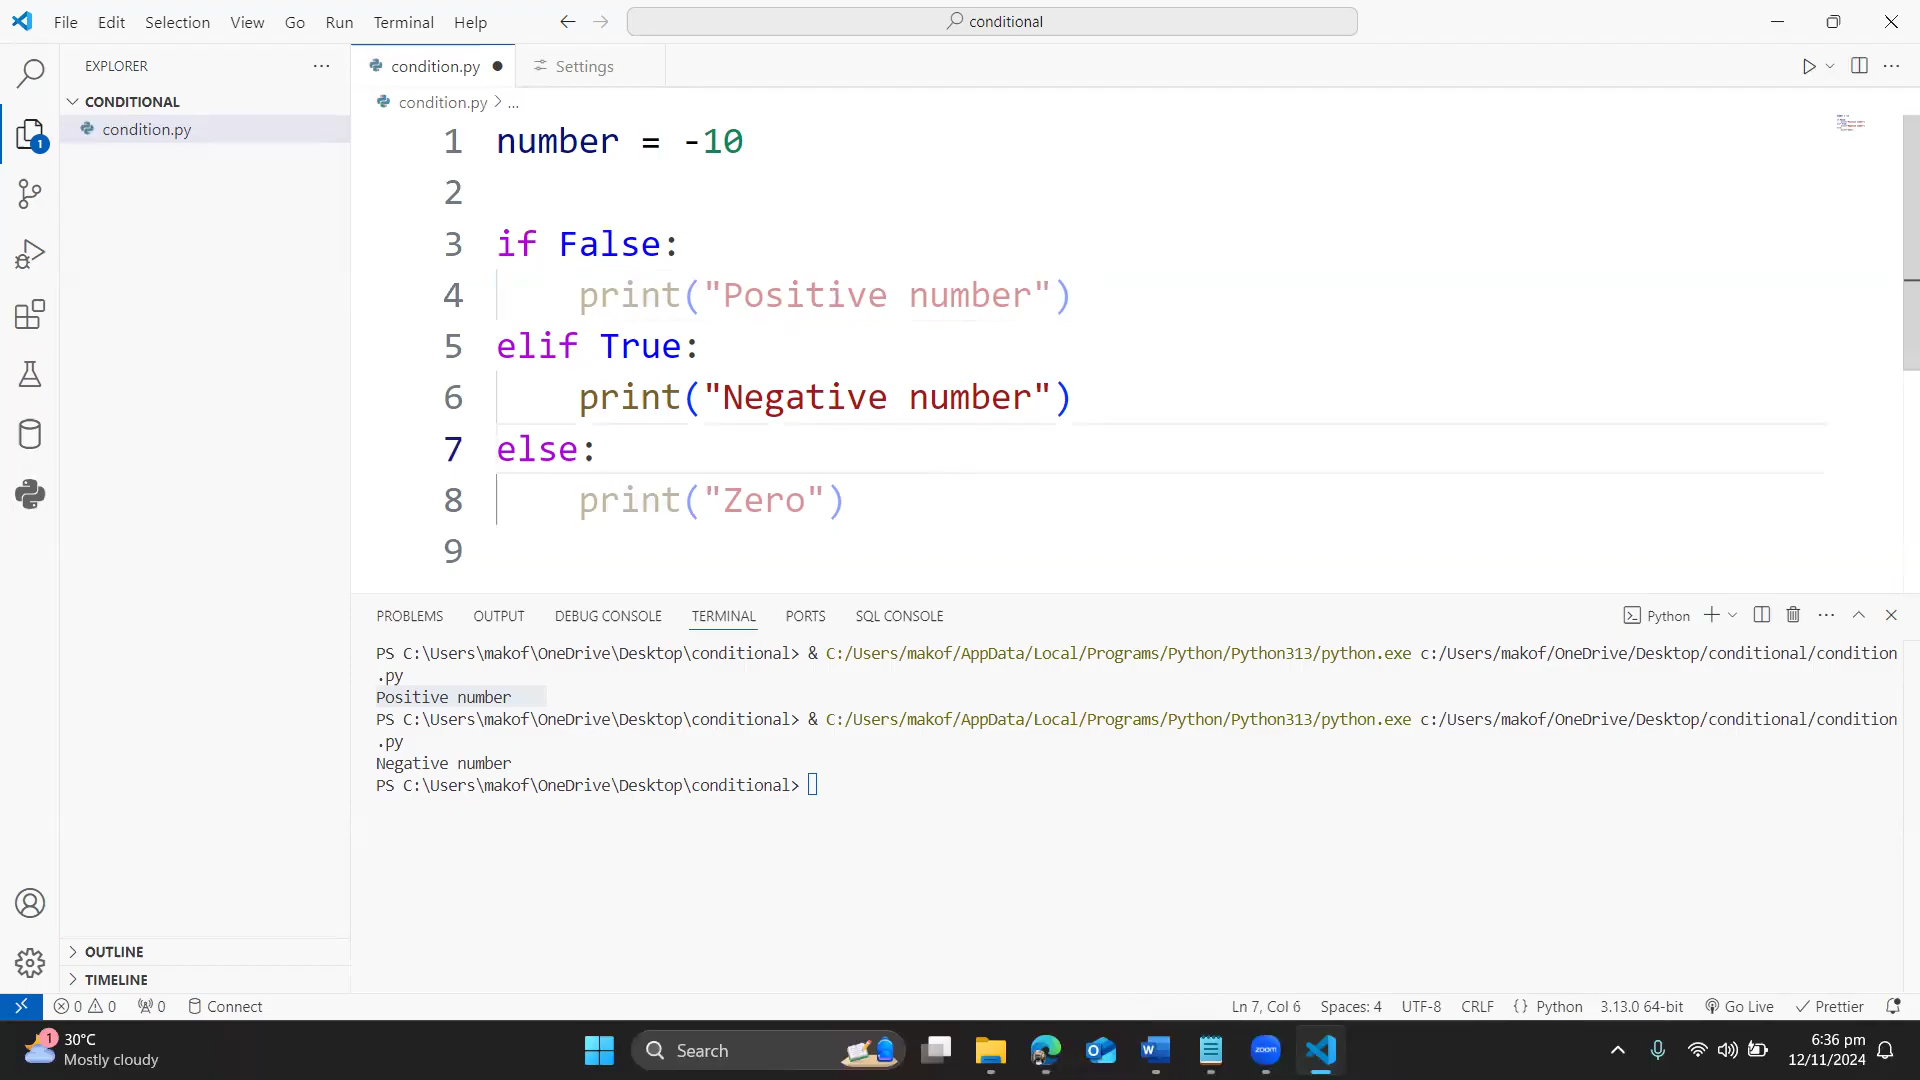 File Edit Selection View Go Run Terminal Help
conditional
EXPLORER
condition.py
Settings
CONDITIONAL
condition.py
1
condition.py > ...
1 number = -10
2
3 if False:
4     print("Positive number")
5 elif True:
6     print("Negative number")
7 else:
8     print("Zero")
9
PROBLEMS OUTPUT DEBUG CONSOLE TERMINAL PORTS SQL CONSOLE
Python
PS C:\Users\makof\OneDrive\Desktop\conditional> & C:/Users/makof/AppData/Local/Programs/Python/Python313/python.exe c:/Users/makof/OneDrive/Desktop/conditional/condition
.py
Positive number
PS C:\Users\makof\OneDrive\Desktop\conditional> & C:/Users/makof/AppData/Local/Programs/Python/Python313/python.exe c:/Users/makof/OneDrive/Desktop/conditional/condition
.py
Negative number
PS C:\Users\makof\OneDrive\Desktop\conditional>
OUTLINE
TIMELINE
0 0 0 Connect
Ln 7, Col 6 Spaces: 4 UTF-8 CRLF {} Python 3.13.0 64-bit Go Live Prettier
1
30°C
Mostly cloudy
Search
zoom
6:36 pm
12/11/2024